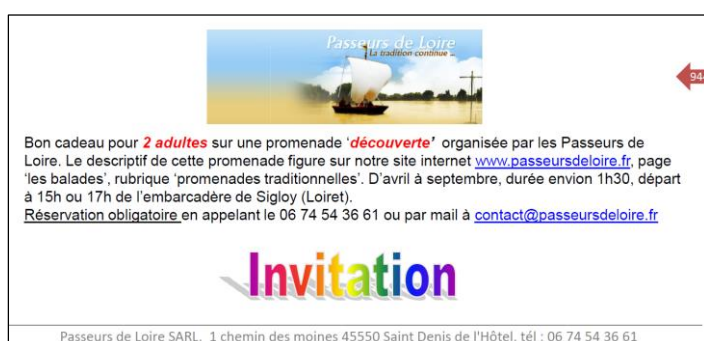 Passeurs de Loire
La tradition continue ...
Bon cadeau pour 2 adultes sur une promenade ‘découverte’ organisée par les Passeurs de
Loire. Le descriptif de cette promenade figure sur notre site internet www.passeursdeloire.fr, page
‘les balades’, rubrique ‘promenades traditionnelles’. D’avril à septembre, durée envion 1h30, départ
à 15h ou 17h de l’embarcadère de Sigloy (Loiret).
Réservation obligatoire en appelant le 06 74 54 36 61 ou par mail à contact@passeursdeloire.fr
Invitation
Passeurs de Loire SARL, 1 chemin des moines 45550 Saint Denis de l'Hôtel, tél : 06 74 54 36 61